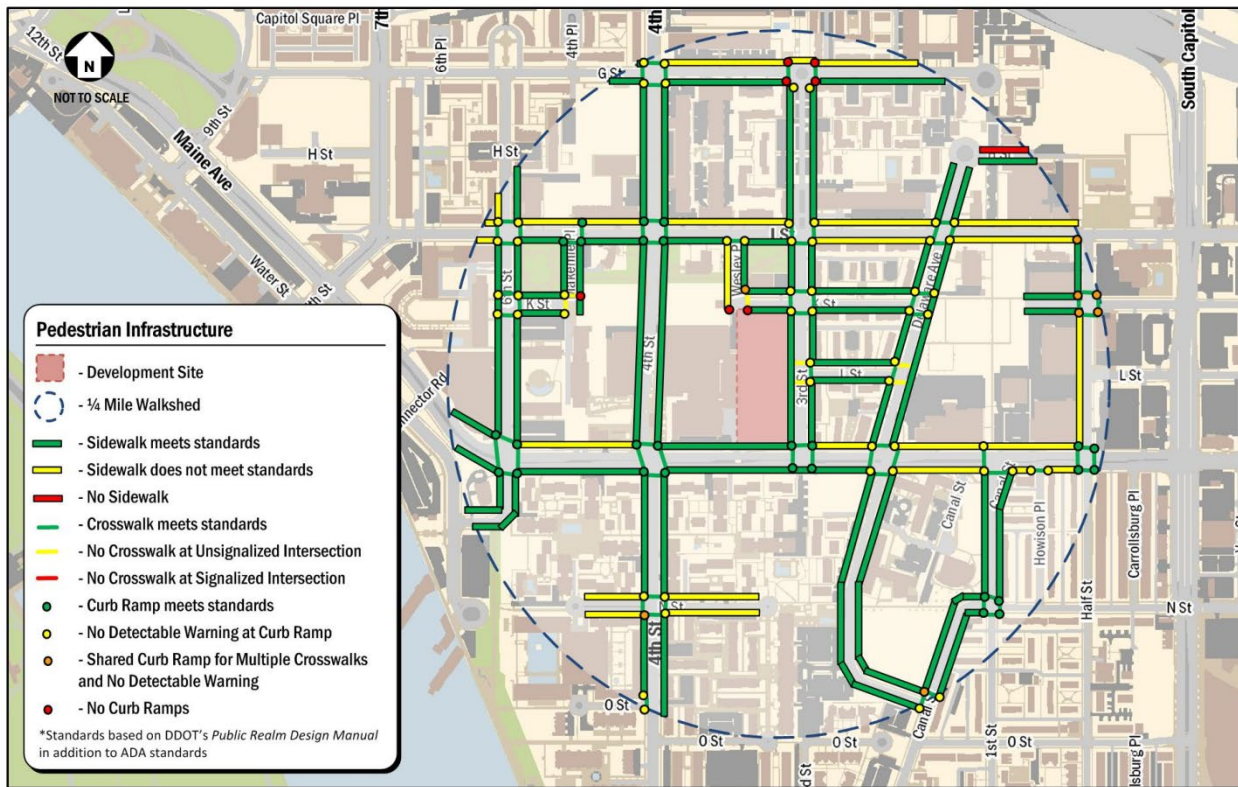 Capitol Square Pl
12th St
7th
6th Pl
4th Pl
4th
South Capitol
N
NOT TO SCALE
G St
9th St
Maine Ave
H St
H St
Water St
I S
Wesley Pl
6th St
K St
K St
Delaware Ave
4th St
3rd St
L St
L St
Connector Rd
Canal St
Canal St
Howison Pl
Half St
Carrollsburg Pl
N St
N St
4th St
O St
O St
O St
O St
Canal St
1st St
Pedestrian Infrastructure
- Development Site
- ¼ Mile Walkshed
- Sidewalk meets standards
- Sidewalk does not meet standards
- No Sidewalk
- Crosswalk meets standards
- No Crosswalk at Unsignalized Intersection
- No Crosswalk at Signalized Intersection
- Curb Ramp meets standards
- No Detectable Warning at Curb Ramp
- Shared Curb Ramp for Multiple Crosswalks
and No Detectable Warning
- No Curb Ramps
*Standards based on DDOT's Public Realm Design Manual
in addition to ADA standards